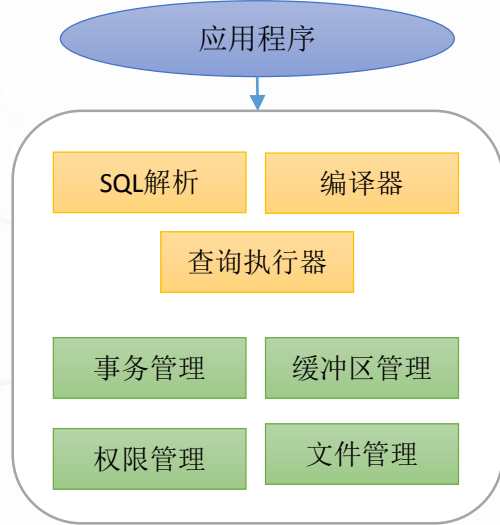 应用程序
SQL解析
编译器
查询执行器
事务管理
缓冲区管理
权限管理
文件管理